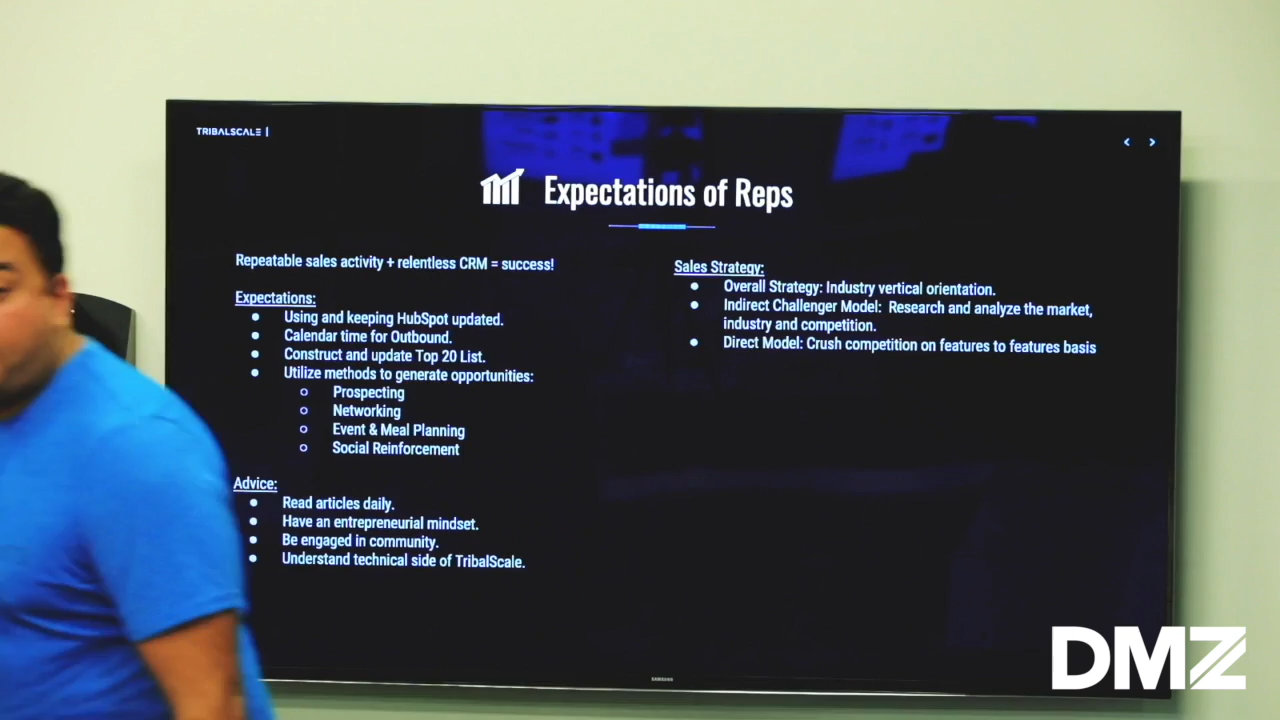 TRIBALSCALE
Expectations of Reps
Repeatable sales activity + relentless CRM = success!
Expectations:
Using and keeping HubSpot updated.
Calendar time for Outbound.
Construct and update Top 20 List.
Utilize methods to generate opportunities:
Prospecting
Networking
Event & Meal Planning
Social Reinforcement
Advice:
Read articles daily.
Have an entrepreneurial mindset.
Be engaged in community.
Understand technical side of TribalScale.
Sales Strategy:
Overall Strategy: Industry vertical orientation.
Indirect Challenger Model: Research and analyze the market,
industry and competition.
Direct Model: Crush competition on features to features basis
SAMSUNG
DMZ